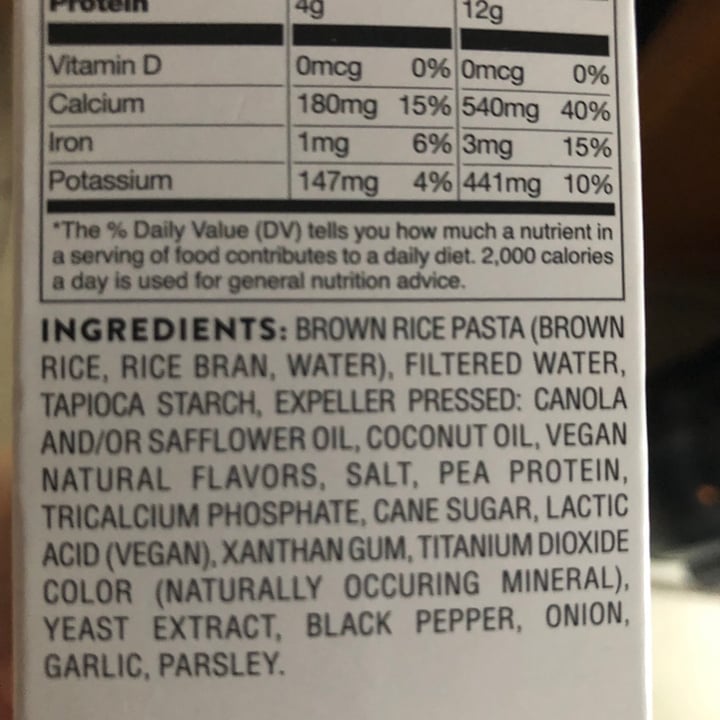 Protein 4g 12g
Vitamin D 0mcg 0% 0mcg 0%
Calcium 180mg 15% 540mg 40%
Iron 1mg 6% 3mg 15%
Potassium 147mg 4% 441mg 10%
*The % Daily Value (DV) tells you how much a nutrient in
a serving of food contributes to a daily diet. 2,000 calories
a day is used for general nutrition advice.
INGREDIENTS: BROWN RICE PASTA (BROWN
RICE, RICE BRAN, WATER), FILTERED WATER,
TAPIOCA STARCH, EXPELLER PRESSED: CANOLA
AND/OR SAFFLOWER OIL, COCONUT OIL, VEGAN
NATURAL FLAVORS, SALT, PEA PROTEIN,
TRICALCIUM PHOSPHATE, CANE SUGAR, LACTIC
ACID (VEGAN), XANTHAN GUM, TITANIUM DIOXIDE
COLOR (NATURALLY OCCURING MINERAL),
YEAST EXTRACT, BLACK PEPPER, ONION,
GARLIC, PARSLEY.